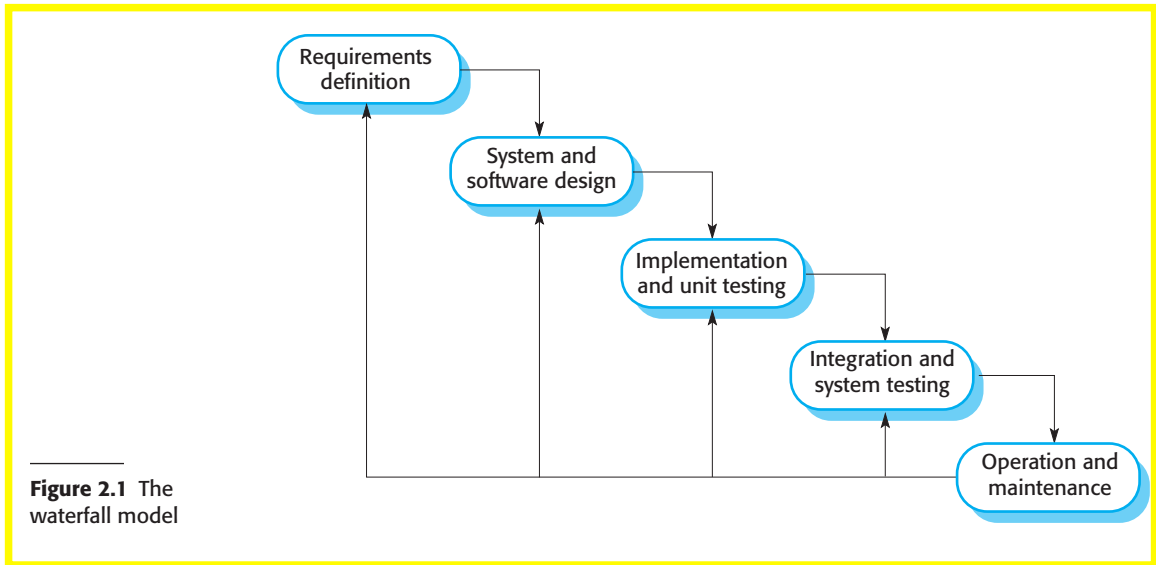 Requirements
definition
System and
software design
Implementation
and unit testing
Integration and
system testing
Operation and
maintenance
Figure 2.1 The
waterfall model